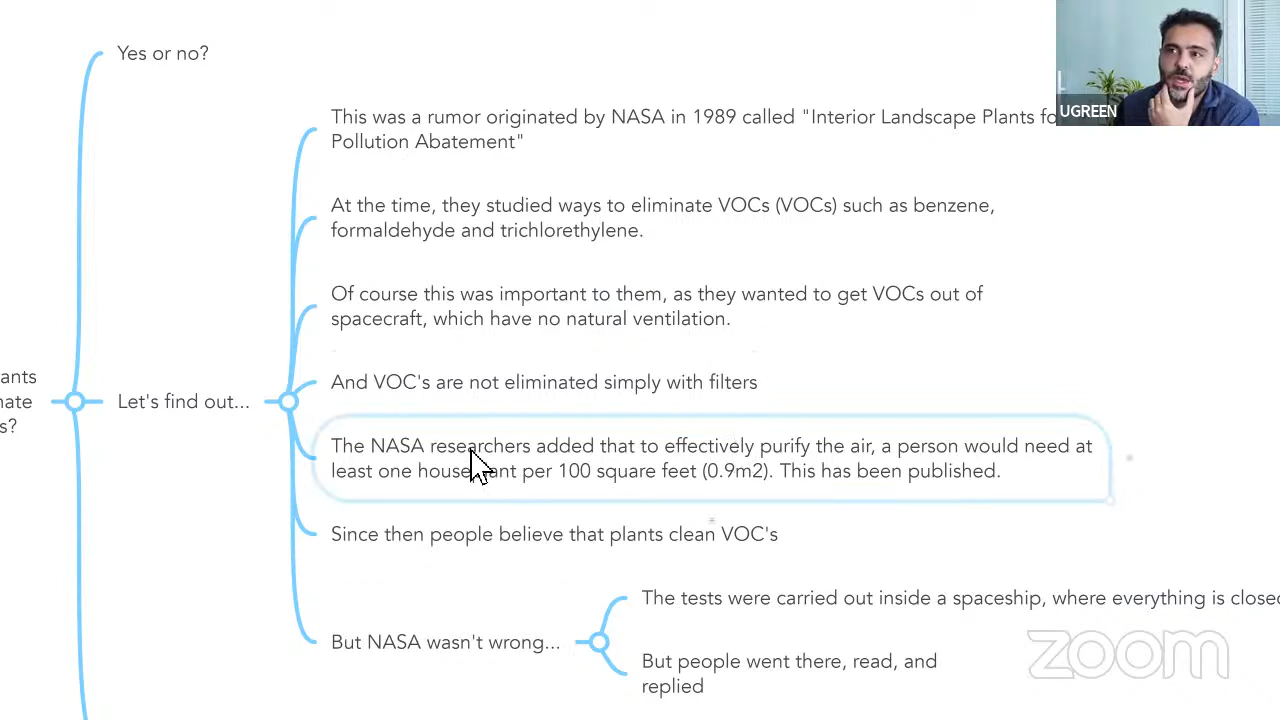 Yes or no?
This was a rumor originated by NASA in 1989 called "Interior Landscape Plants fo
Pollution Abatement"
UGREEN
At the time, they studied ways to eliminate VOCs (VOCs) such as benzene,
formaldehyde and trichlorethylene.
Of course this was important to them, as they wanted to get VOCs out of
spacecraft, which have no natural ventilation.
ants
nate
s?
Let's find out...
And VOC's are not eliminated simply with filters
The NASA researchers added that to effectively purify the air, a person would need at
least one house ant per 100 square feet (0.9m2). This has been published.
Since then people believe that plants clean VOC's
But NASA wasn't wrong...
The tests were carried out inside a spaceship, where everything is closed
But people went there, read, and
replied
zoom